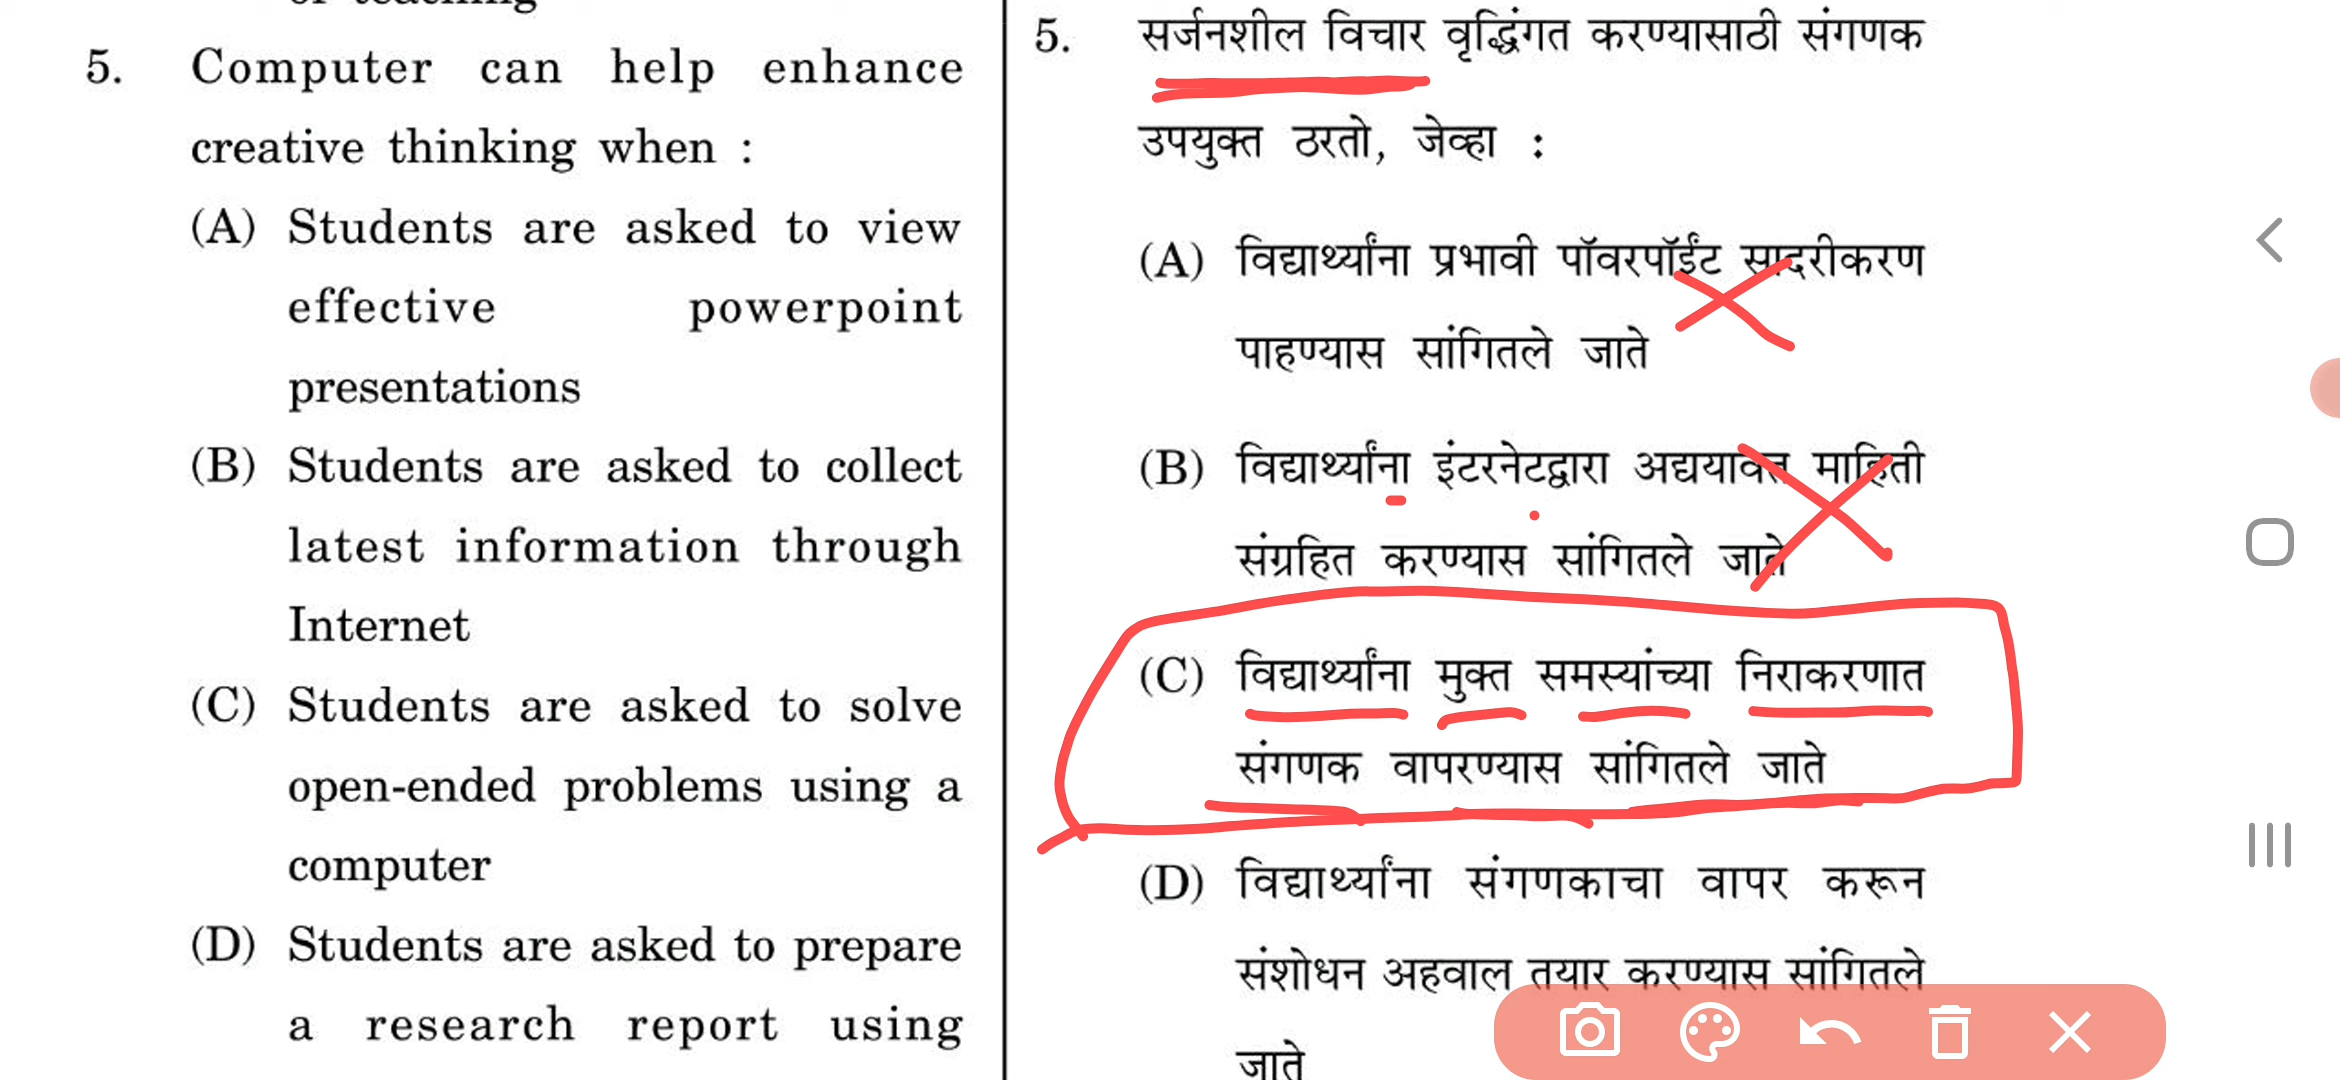 5. Computer can help enhance
creative thinking when :
(A) Students are asked to view
effective powerpoint
presentations
(B) Students are asked to collect
latest information through
Internet
(C) Students are asked to solve
open-ended problems using a
computer
(D) Students are asked to prepare
a research report using
5. सर्जनशील विचार वृद्धिंगत करण्यासाठी संगणक
उपयुक्त ठरतो, जेव्हा :
(A) विद्यार्थ्यांना प्रभावी पॉवरपॉईंट सादरीकरण
पाहण्यास सांगितले जाते
(B) विद्यार्थ्यांना इंटरनेटद्वारा अद्ययावत माहिती
संग्रहित करण्यास सांगितले जाते
(C) विद्यार्थ्यांना मुक्त समस्यांच्या निराकरणात
संगणक वापरण्यास सांगितले जाते
(D) विद्यार्थ्यांना संगणकाचा वापर करून
संशोधन अहवाल तयार करण्यास सांगितले
जाते